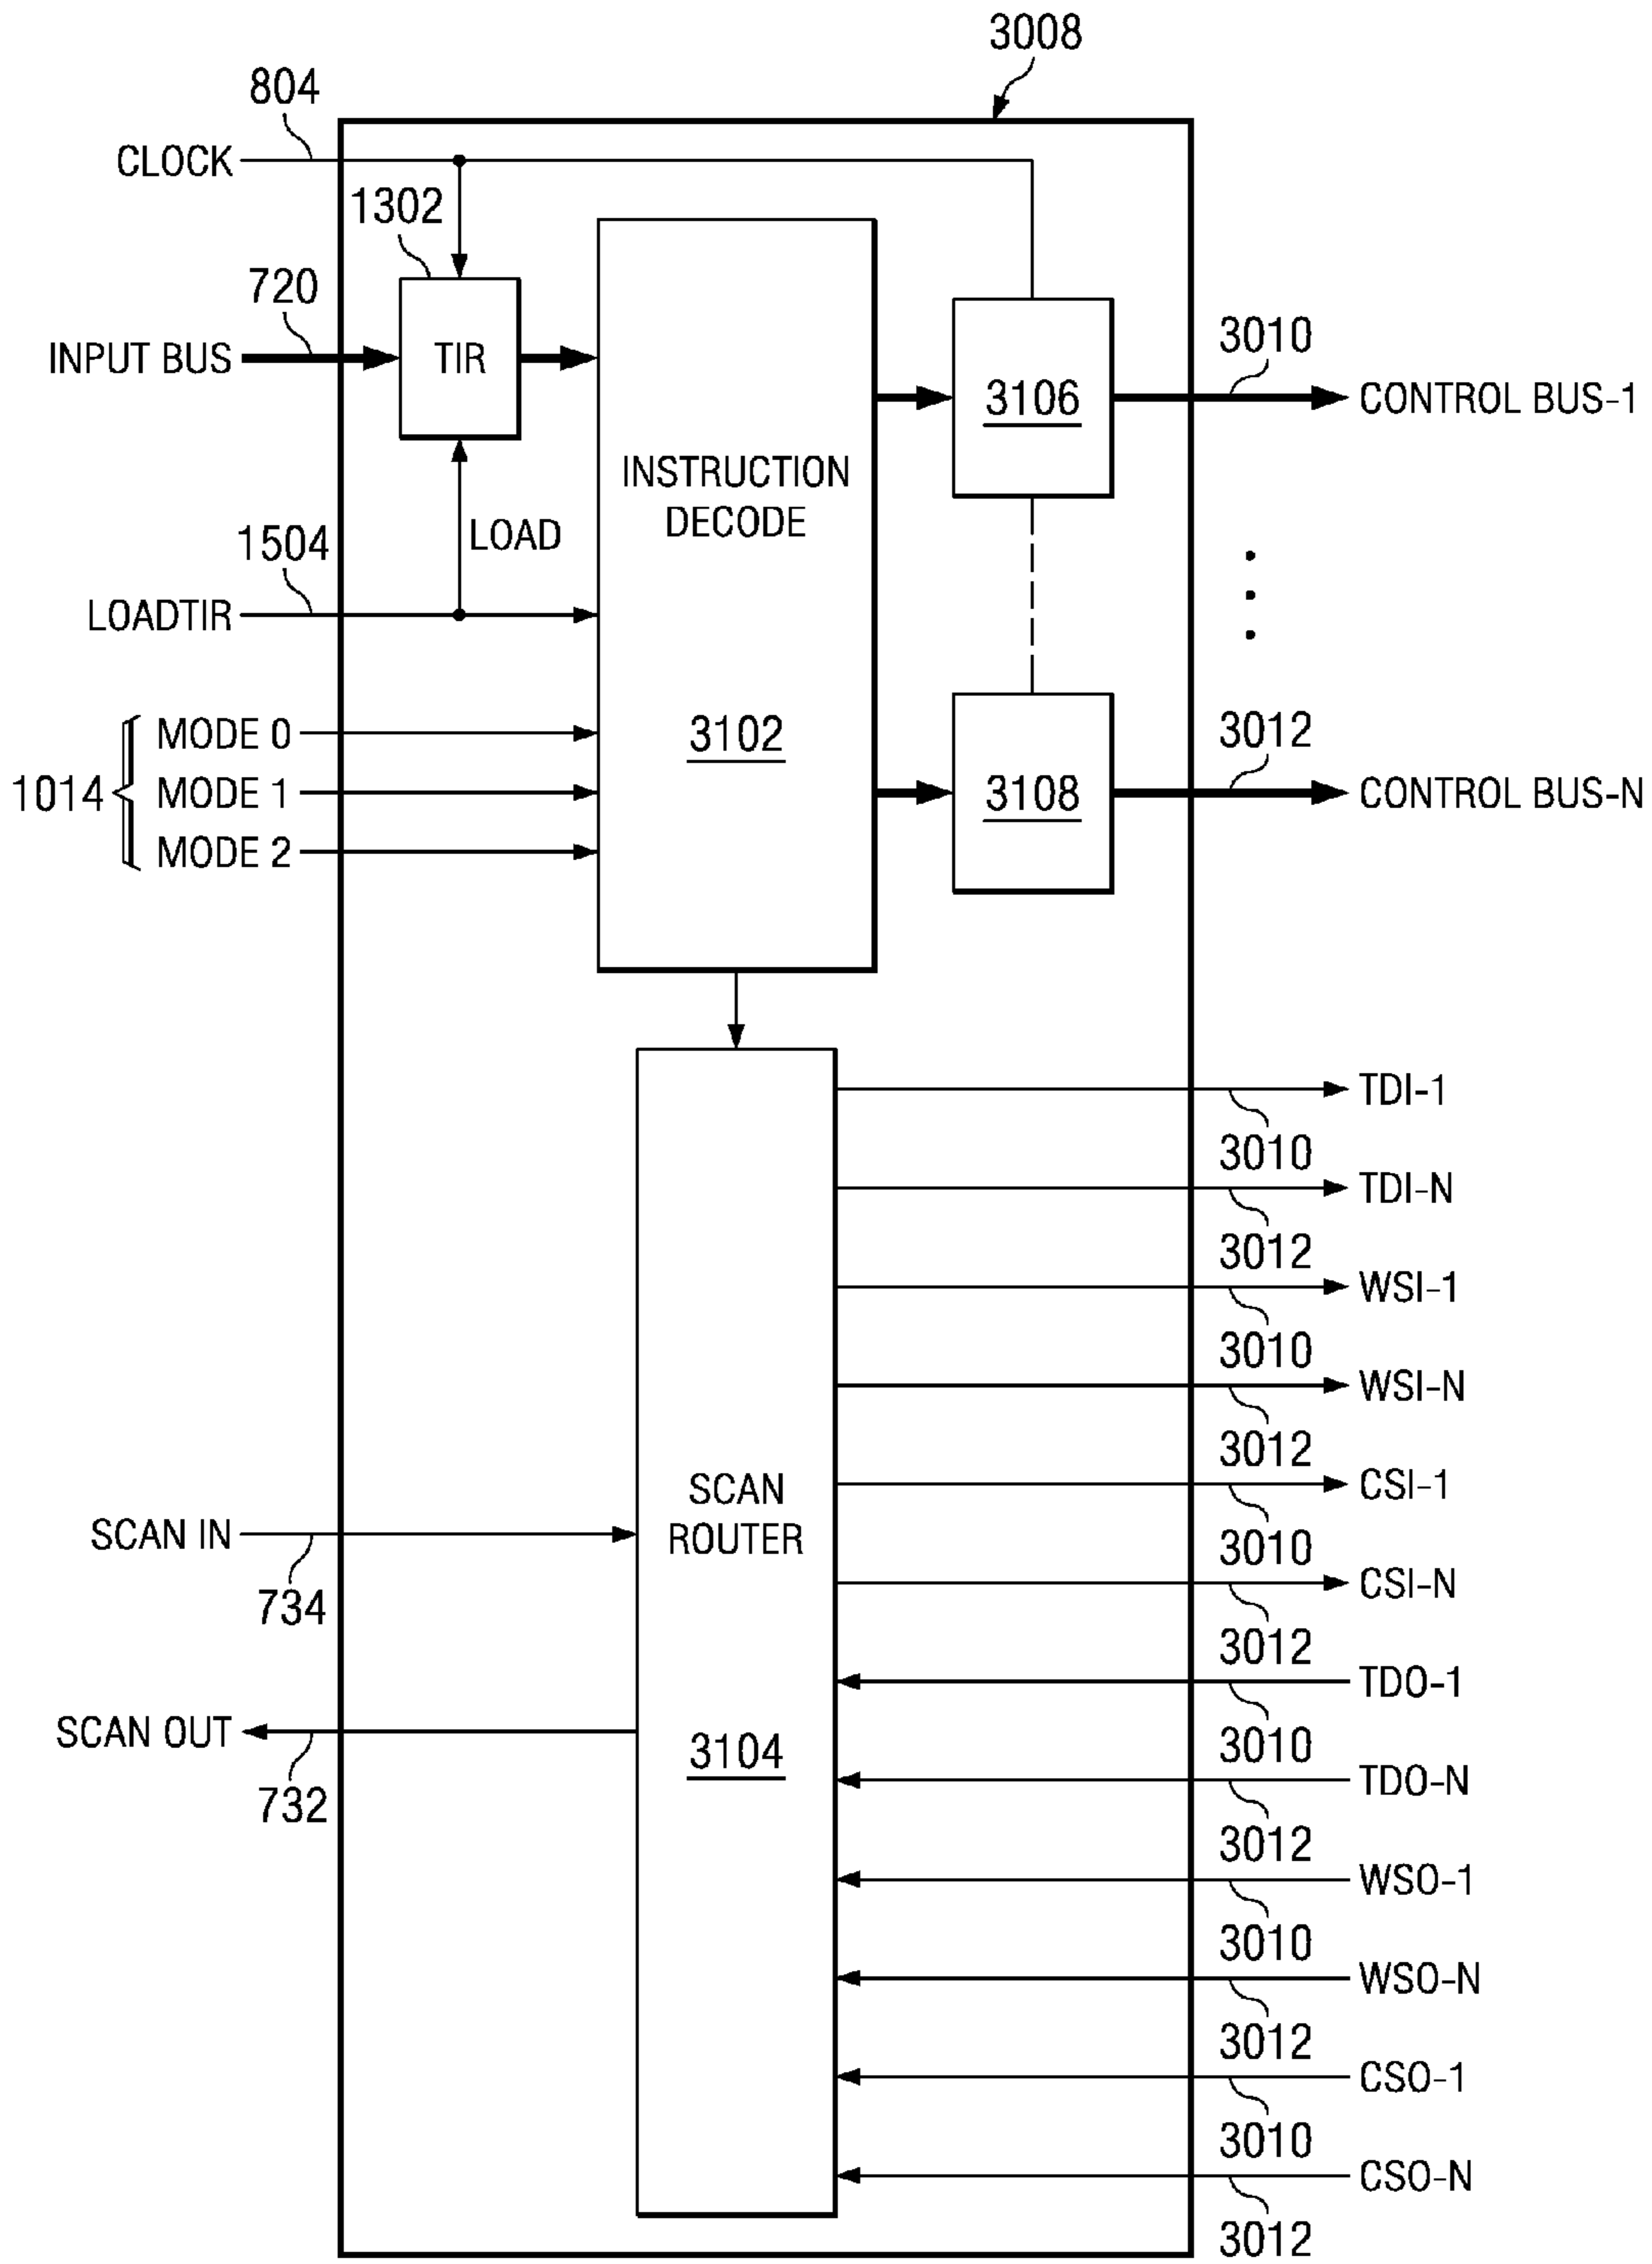 3008
804
CLOCK
1302
720
INPUT BUS
TIR
3010
3106
CONTROL BUS-1
INSTRUCTION
DECODE
1504
LOAD
LOADTIR
3102
MODE 0
1014
MODE 1
MODE 2
3012
3108
CONTROL BUS-N
TDI-1
3010
TDI-N
3012
WSI-1
3010
WSI-N
3012
CSI-1
SCAN
ROUTER
SCAN IN
3010
CSI-N
734
3012
TDO-1
SCAN OUT
3104
3010
TDO-N
732
3012
WSO-1
3010
WSO-N
3012
CSO-1
3010
CSO-N
3012